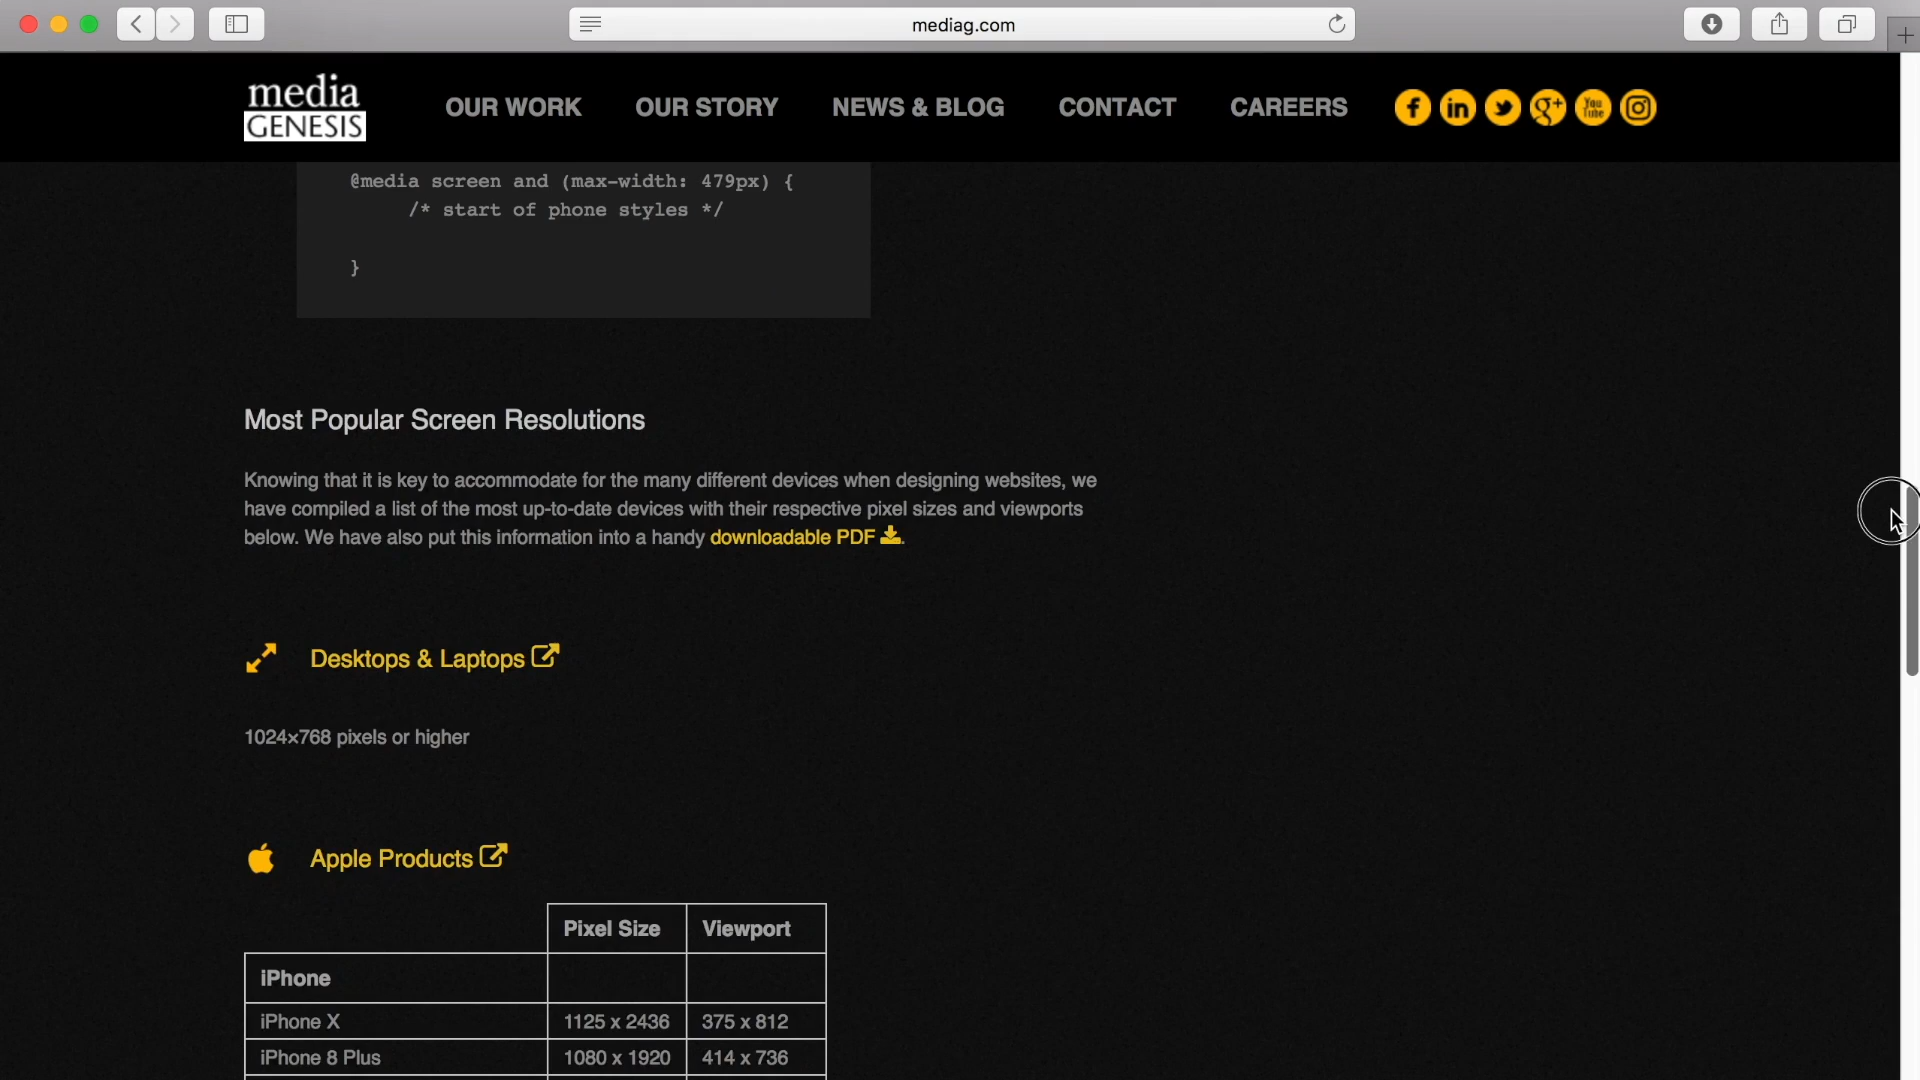 mediag.com
media
GENESIS
OUR WORK
OUR STORY
NEWS & BLOG
CONTACT
CAREERS
You
Tube
@media screen and (max-width: 479px) {
/* start of phone styles */
}
Most Popular Screen Resolutions
Knowing that it is key to accommodate for the many different devices when designing websites, we
have compiled a list of the most up-to-date devices with their respective pixel sizes and viewports
below. We have also put this information into a handy downloadable PDF .
Desktops & Laptops
1024×768 pixels or higher
Apple Products
Pixel Size Viewport
iPhone
iPhone X 1125 x 2436 375 x 812
iPhone 8 Plus 1080 x 1920 414 x 736